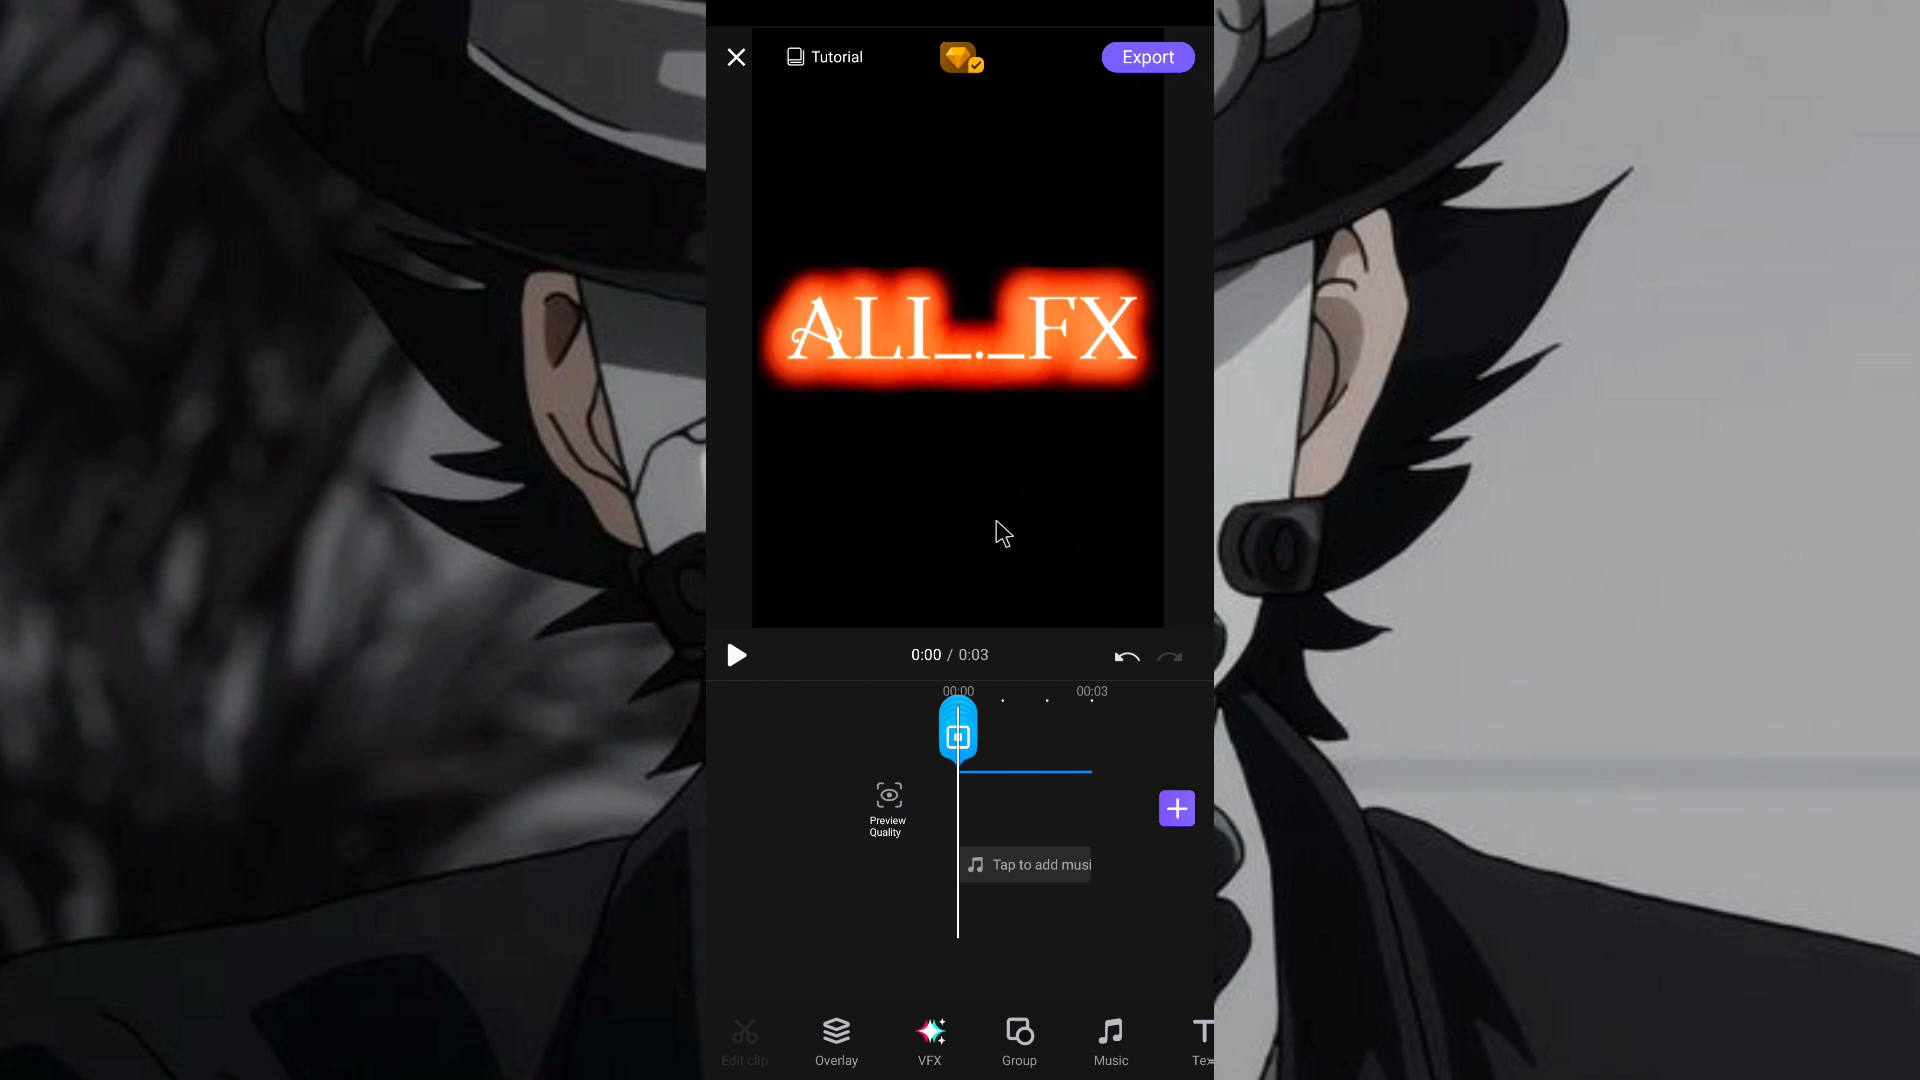 Tutorial
Export
ALI_._FX
0:00 / 0:03
00:00
00:03
Preview
Quality
Tap to add musi
Edit clip
Overlay
VFX
Group
Music